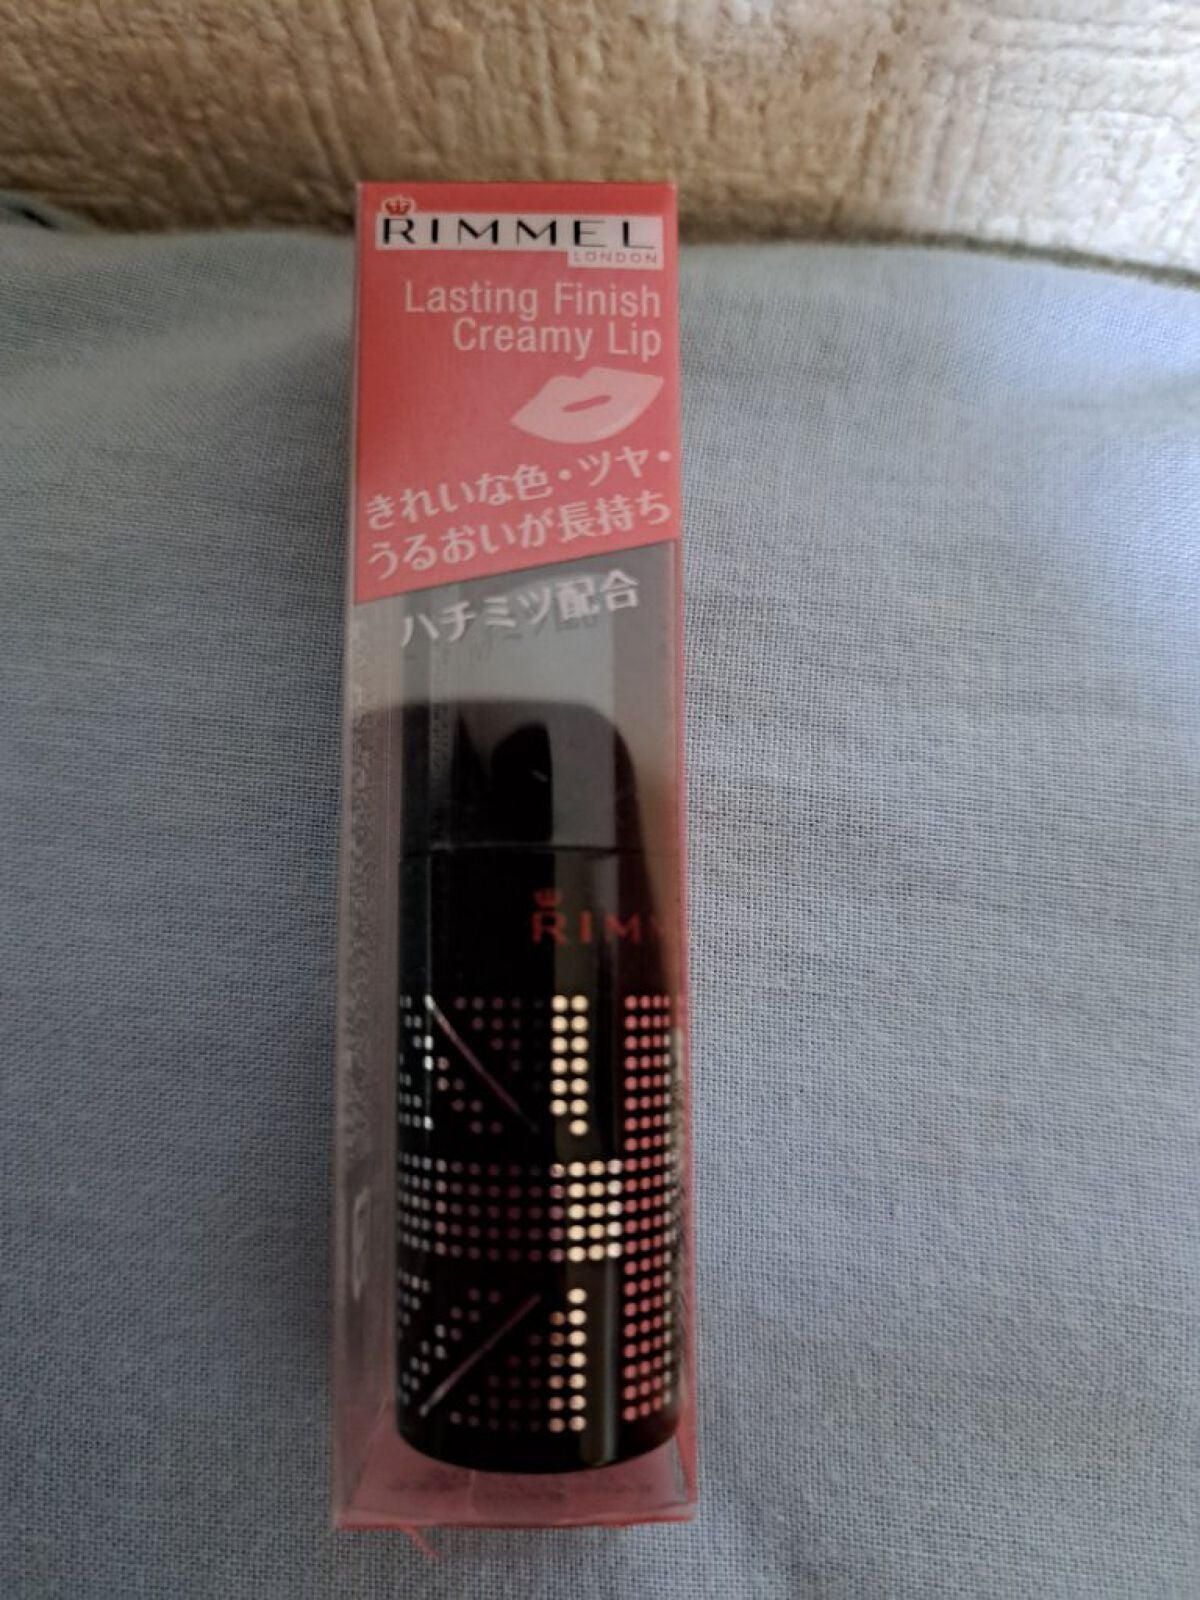 RIMMEL
LONDON
Lasting Finish
Creamy Lip
きれいな色・ツヤ・
うるおいが長持ち
ハチミツ配合
RIMM